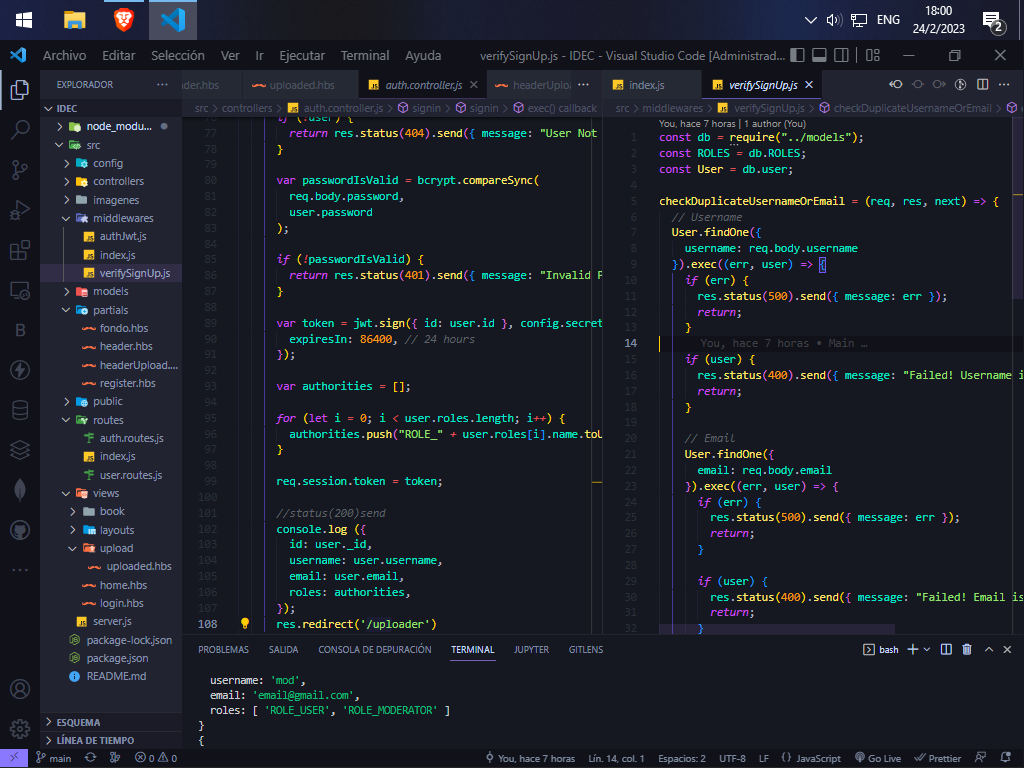 ENG
18:00
24/2/2023
2
Archivo Editar Selección Ver Ir Ejecutar Terminal Ayuda
verifySignUp.js - IDEC - Visual Studio Code [Administrad...
EXPLORADOR
IDEC
node_modu...
src
config
controllers
imagenes
middlewares
authJwt.js
index.js
verifySignUp.js
models
partials
fondo.hbs
header.hbs
headerUpload....
register.hbs
public
routes
auth.routes.js
index.js
user.routes.js
views
book
layouts
upload
uploaded.hbs
home.hbs
login.hbs
server.js
package-lock.json
package.json
README.md
ESQUEMA
LÍNEA DE TIEMPO
der.hbs uploaded.hbs auth.controller.js headerUplo
src > controllers > auth.controller.js > signin > signin > exec() callback
if (!user) {
77 return res.status(404).send({ message: "User Not
78 }
79
80 var passwordIsValid = bcrypt.compareSync(
81 req.body.password,
82 user.password
83 );
84
85 if (!passwordIsValid) {
86 return res.status(401).send({ message: "Invalid P
87 }
88
89 var token = jwt.sign({ id: user.id }, config.secret
90 expiresIn: 86400, // 24 hours
91 });
92
93 var authorities = [];
94
95 for (let i = 0; i < user.roles.length; i++) {
96 authorities.push("ROLE_" + user.roles[i].name.toU
97 }
98
99 req.session.token = token;
100
101 //status(200)send
102 console.log ({
103 id: user._id,
104 username: user.username,
105 email: user.email,
106 roles: authorities,
107 });
108 res.redirect('/uploader')
index.js verifySignUp.js
src > middlewares > verifySignUp.js > checkDuplicateUsernameOrEmail >
You, hace 7 horas | 1 author (You)
1 const db = require("../models");
2 const ROLES = db.ROLES;
3 const User = db.user;
4
5 checkDuplicateUsernameOrEmail = (req, res, next) => {
6 // Username
7 User.findOne({
8 username: req.body.username
9 }).exec((err, user) => {
10 if (err) {
11 res.status(500).send({ message: err });
12 return;
13 }
14 You, hace 7 horas • Main …
15 if (user) {
16 res.status(400).send({ message: "Failed! Username i
17 return;
18 }
19
20 // Email
21 User.findOne({
22 email: req.body.email
23 }).exec((err, user) => {
24 if (err) {
25 res.status(500).send({ message: err });
26 return;
27 }
28
29 if (user) {
30 res.status(400).send({ message: "Failed! Email is
31 return;
32 }
PROBLEMAS SALIDA CONSOLA DE DEPURACIÓN TERMINAL JUPYTER GITLENS
bash
username: 'mod',
email: 'email@gmail.com',
roles: [ 'ROLE_USER', 'ROLE_MODERATOR' ]
}
{
main 0 0 You, hace 7 horas Lín. 14, col. 1 Espacios: 2 UTF-8 LF {} JavaScript Go Live Prettier